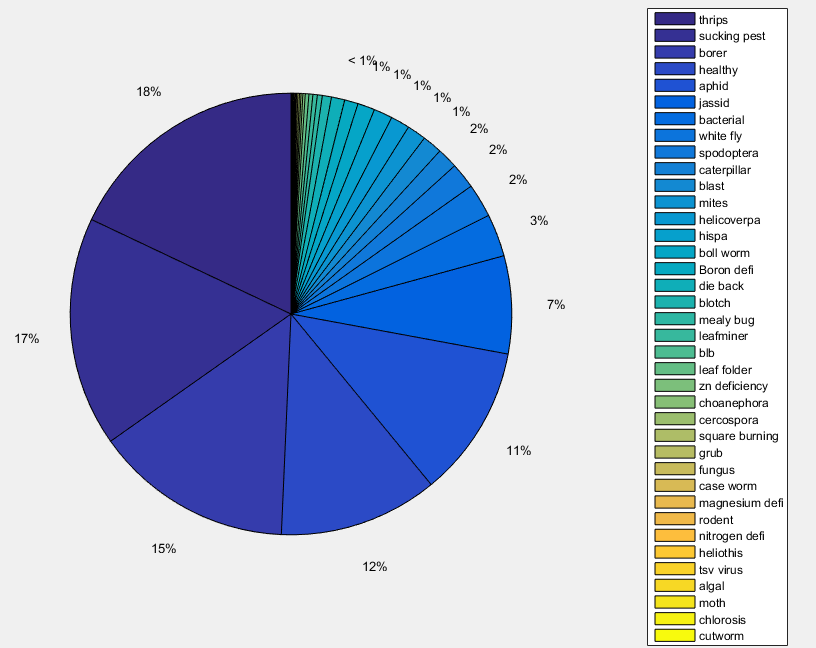 18%
17%
15%
12%
11%
7%
3%
2%
2%
2%
1%
1%
1%
1%
1%
< 1%
thrips
sucking pest
borer
healthy
aphid
jassid
bacterial
white fly
spodoptera
caterpillar
blast
mites
helicoverpa
hispa
boll worm
Boron defi
die back
blotch
mealy bug
leafminer
blb
leaf folder
zn deficiency
choanephora
cercospora
square burning
grub
fungus
case worm
magnesium defi
rodent
nitrogen defi
heliothis
tsv virus
algal
moth
chlorosis
cutworm